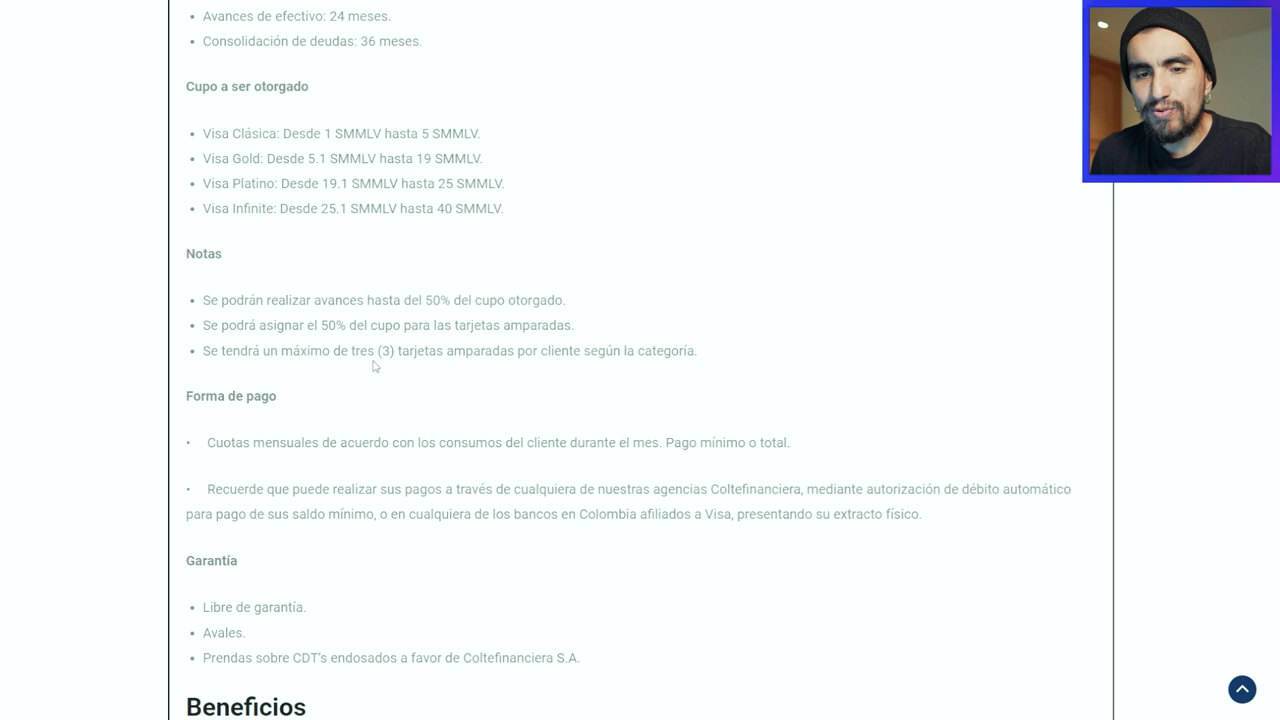 • Avances de efectivo: 24 meses.
• Consolidación de deudas: 36 meses.
Cupo a ser otorgado
• Visa Clásica: Desde 1 SMMLV hasta 5 SMMLV.
• Visa Gold: Desde 5.1 SMMLV hasta 19 SMMLV.
• Visa Platino: Desde 19.1 SMMLV hasta 25 SMMLV.
• Visa Infinite: Desde 25.1 SMMLV hasta 40 SMMLV.
Notas
• Se podrán realizar avances hasta del 50% del cupo otorgado.
• Se podrá asignar el 50% del cupo para las tarjetas amparadas.
• Se tendrá un máximo de tres (3) tarjetas amparadas por cliente según la categoría.
Forma de pago
• Cuotas mensuales de acuerdo con los consumos del cliente durante el mes. Pago mínimo o total.
• Recuerde que puede realizar sus pagos a través de cualquiera de nuestras agencias Coltefinanciera, mediante autorización de débito automático
para pago de sus saldo mínimo, o en cualquiera de los bancos en Colombia afiliados a Visa, presentando su extracto físico.
Garantía
• Libre de garantía.
• Avales.
• Prendas sobre CDT’s endosados a favor de Coltefinanciera S.A.
Beneficios